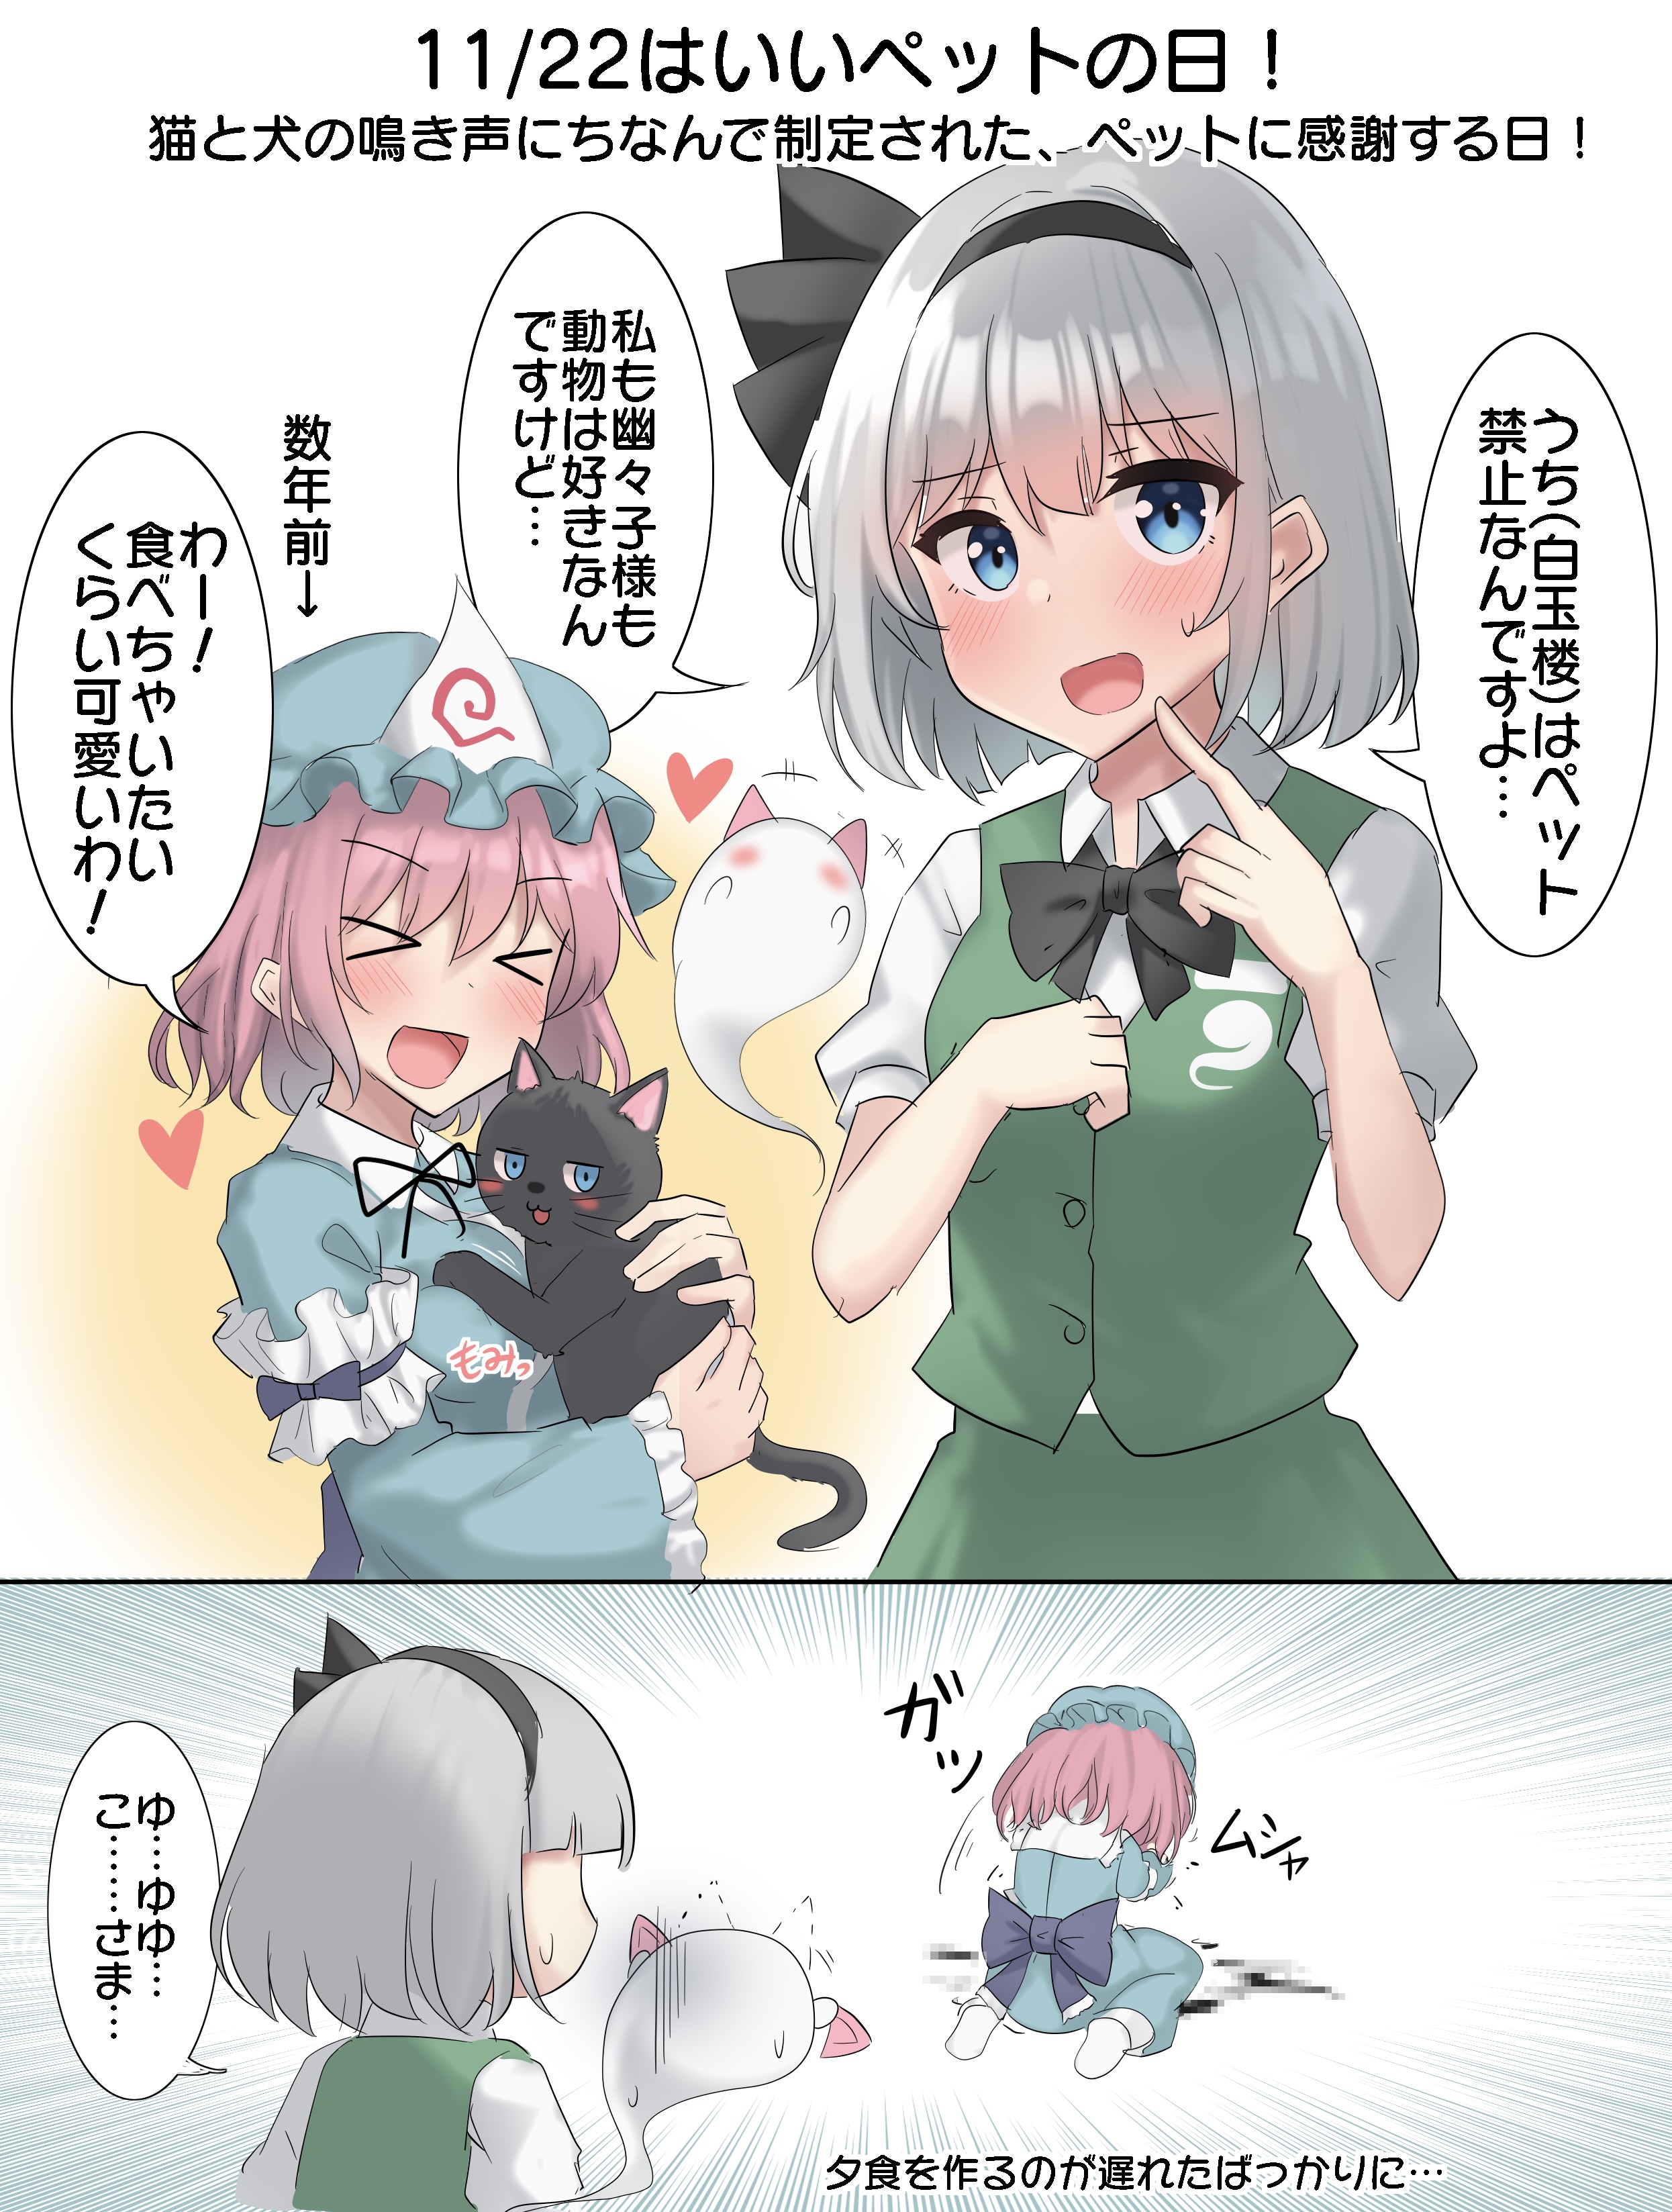 11/22はいいペットの日！
猫と犬の鳴き声にちなんで制定された、ペットに感謝する日！
うち(白玉楼)はペット
禁止なんですよ…
私も幽々子様も
動物は好きなん
ですけど…
数年前→
わー！
食べちゃいたい
くらい可愛いわ！
もみっ
ガッ
ムシャ
ゆ…ゆゆ…
こ……さま…
夕食を作るのが遅れたばっかりに…